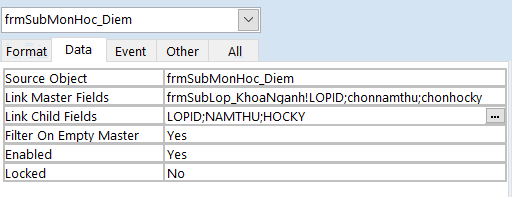 frmSubMonHoc_Diem
Format Data Event Other All
Source Object frmSubMonHoc_Diem
Link Master Fields frmSubLop_KhoaNganh!LOPID;chonnamthu;chonhocky
Link Child Fields LOPID;NAMTHU;HOCKY ...
Filter On Empty Master Yes
Enabled Yes
Locked No